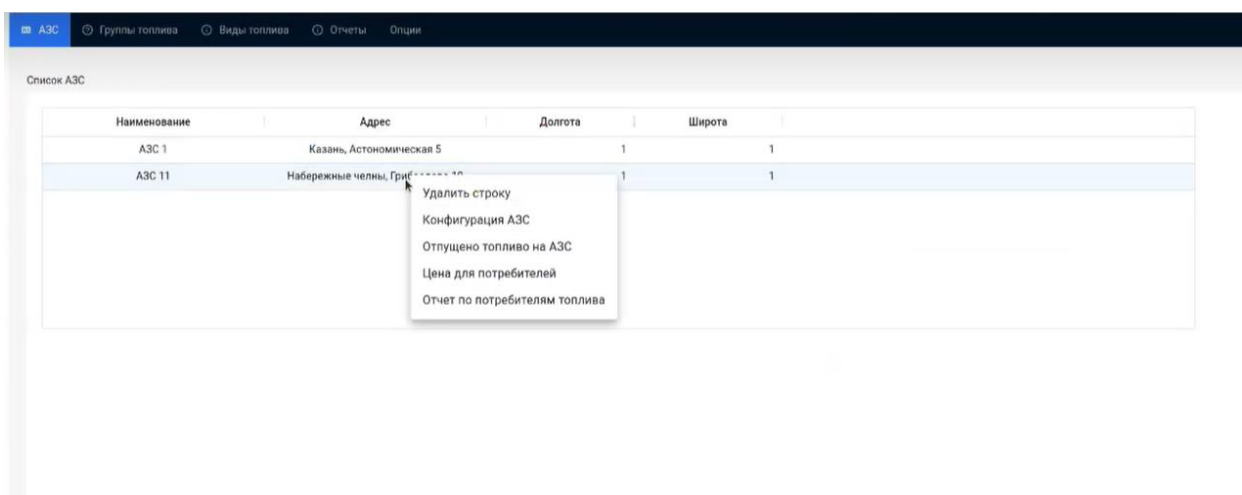 АЗС Группы топлива Виды топлива Отчеты Опции
Список АЗС
Наименование Адрес Долгота Широта
АЗС 1 Казань, Астономическая 5 1 1
АЗС 11 Набережные челны, 1 1
Удалить строку
Конфигурация АЗС
Отпущено топливо на АЗС
Цена для потребителей
Отчет по потребителям топлива